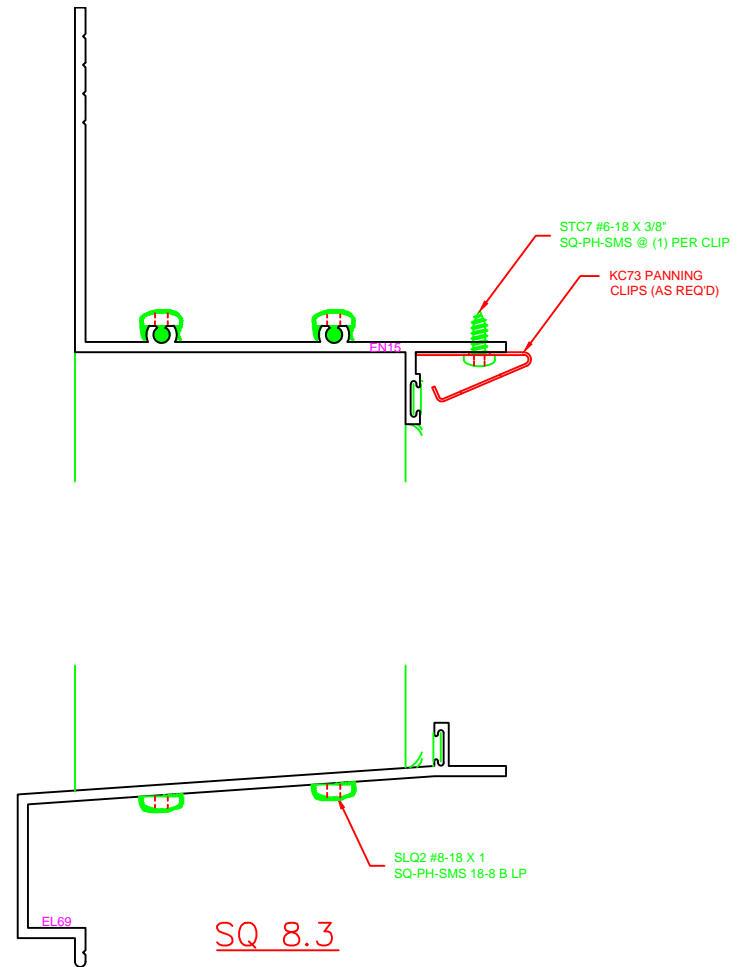 STC7 #6-18 X 3/8"
SQ-PH-SMS @ (1) PER CLIP
KC73 PANNING
CLIPS (AS REQ'D)
EN15
SLQ2 #8-18 X 1
SQ-PH-SMS 18-8 B LP
EL69
SQ 8.3